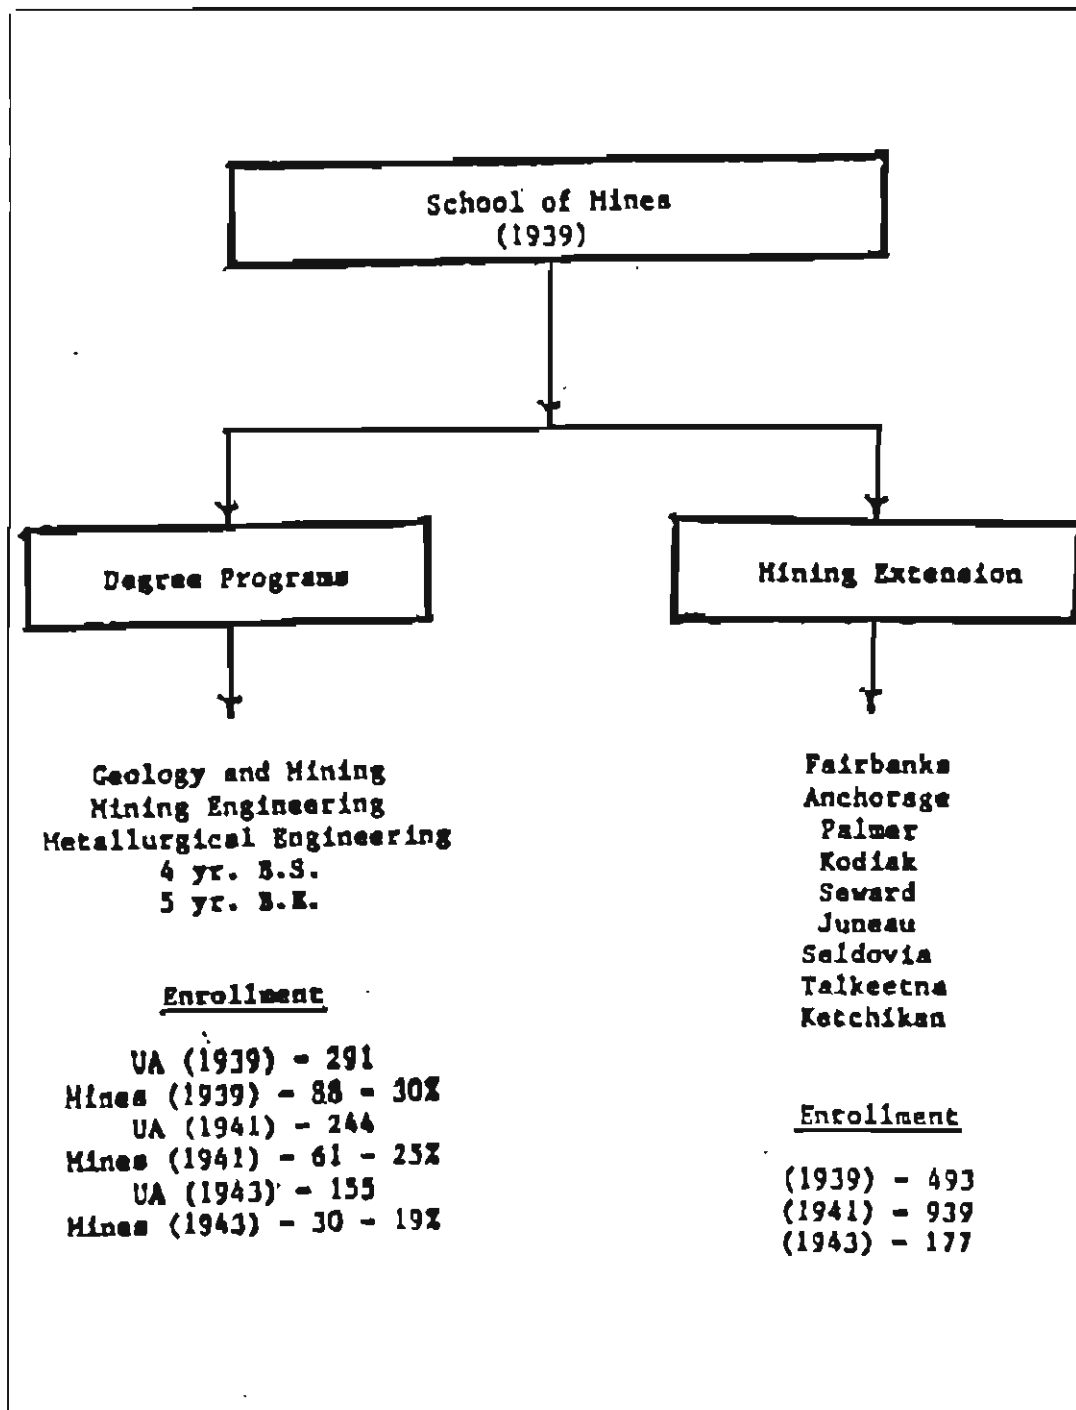 School of Mines
(1939)
Degree Programs
Mining Extension
Geology and Mining
Mining Engineering
Metallurgical Engineering
4 yr. B.S.
5 yr. B.E.
Enrollment
UA (1939) - 291
Mines (1939) - 88 - 30%
UA (1941) - 244
Mines (1941) - 61 - 25%
UA (1943) - 155
Mines (1943) - 30 - 19%
Fairbanks
Anchorage
Palmer
Kodiak
Seward
Juneau
Seldovia
Talkeetna
Ketchikan
Enrollment
(1939) - 493
(1941) - 939
(1943) - 177